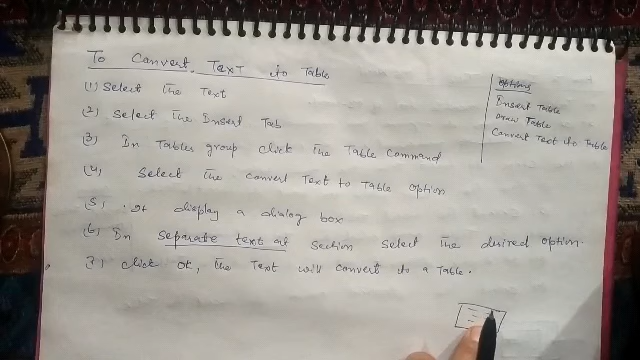 To Convert Text to Table
(1) Select The Text
(2) Select The Insert Tab
(3) In Tables group click The Table Command
(4) Select The convert Text to Table option
(5) It display a dialog box
(6) In separate text at section select The desired option.
(7) click ok, The Text will convert to a Table.
options
Insert Table
Draw Table
Convert Text to Table